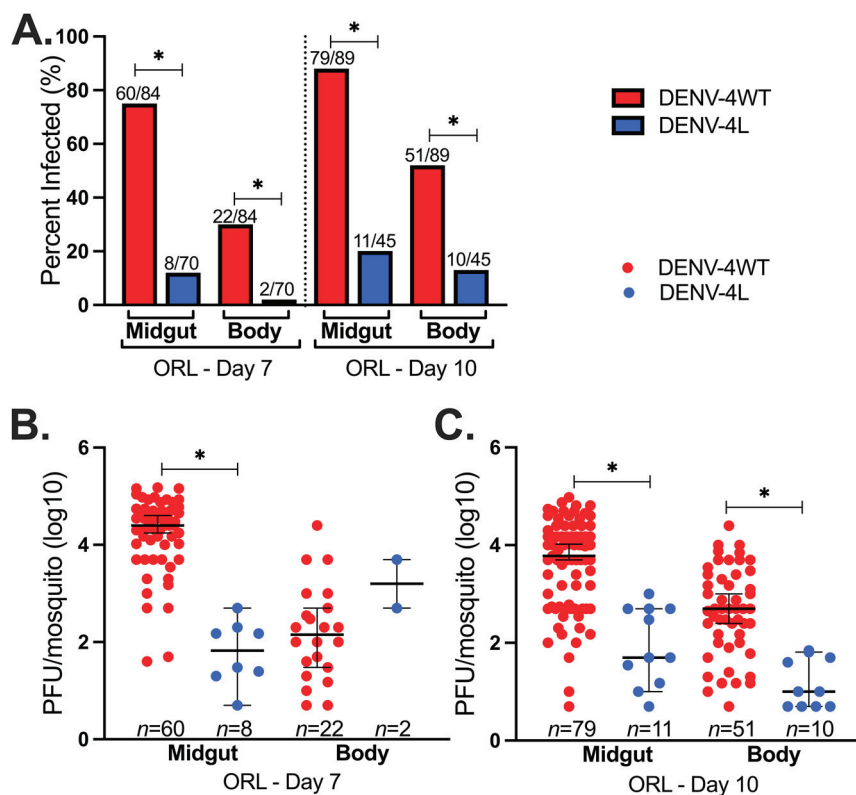 A.
Percent Infected (%)
100
80
60
40
20
0
60/84
*
8/70
22/84
*
2/70
79/89
*
11/45
51/89
*
10/45
Midgut Body Midgut Body
ORL - Day 7 ORL - Day 10
DENV-4WT
DENV-4L
DENV-4WT
DENV-4L
B.
PFU/mosquito (log10)
6
4
2
0
*
n=60 n=8 n=22 n=2
Midgut Body
ORL - Day 7
C.
PFU/mosquito (log10)
6
4
2
0
*
*
n=79 n=11 n=51 n=10
Midgut Body
ORL - Day 10